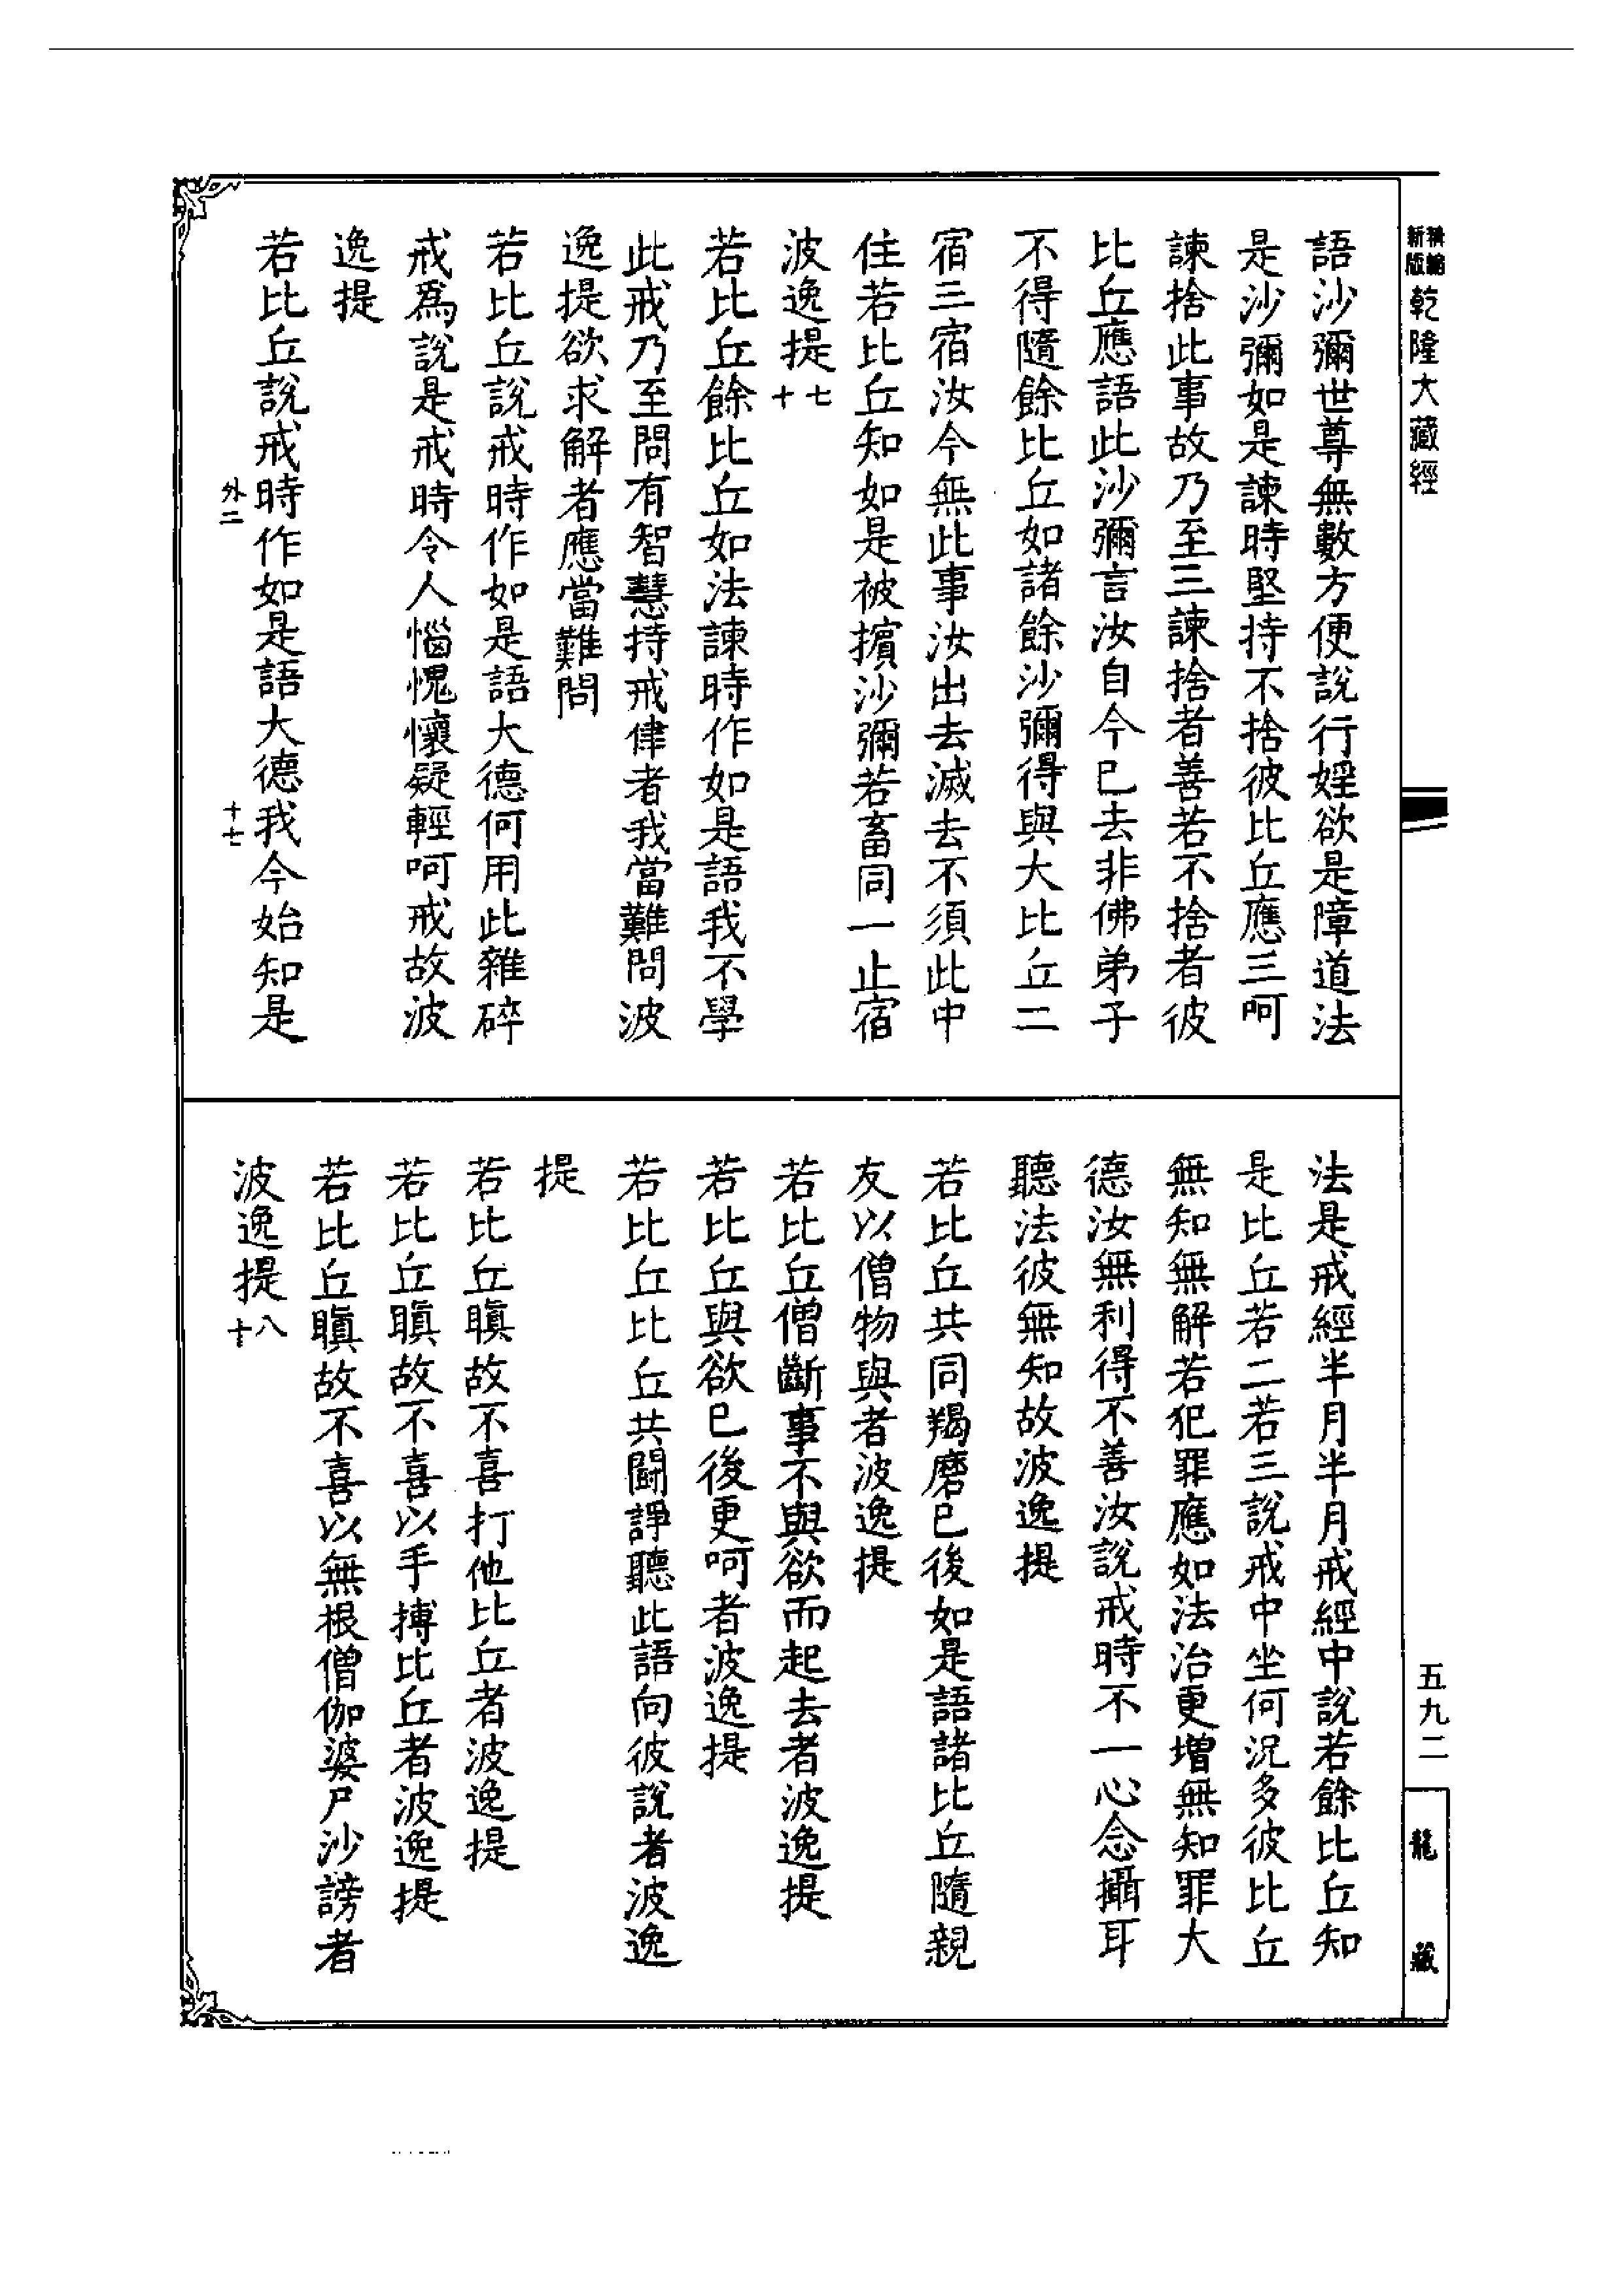 精縮新版乾隆大藏經
語沙彌世尊無數方便說行婬欲是障道法
是沙彌如是諫時堅持不捨彼比丘應三呵
諫捨此事故乃至三諫捨者善若不捨者彼
比丘應語此沙彌言汝自今已去非佛弟子
不得隨餘比丘如諸餘沙彌得與大比丘二
宿三宿汝今無此事汝出去滅去不須此中
住若比丘知如是被擯沙彌若畜同一止宿
波逸提七十
若比丘餘比丘如法諫時作如是語我不學
此戒乃至問有智慧持戒律者我當難問波
逸提欲求解者應當難問
若比丘說戒時作如是語大德何用此雜碎
戒爲說是戒時令人惱愧懷疑輕呵戒故波
逸提
若比丘說戒時作如是語大德我今始知是
外二 十七
法是戒經半月半月戒經中說若餘比丘知
是比丘若二若三說戒中坐何況多彼比丘
無知無解若犯罪應如法治更增無知罪大
德汝無利得不善汝說戒時不一心念攝耳
聽法彼無知故波逸提
若比丘共同羯磨已後如是語諸比丘隨親
友以僧物與者波逸提
若比丘僧斷事不與欲而起去者波逸提
若比丘與欲已後更呵者波逸提
若比丘比丘共鬪諍聽此語向彼說者波逸
提
若比丘瞋故不喜打他比丘者波逸提
若比丘瞋故不喜以手搏比丘者波逸提
若比丘瞋故不喜以無根僧伽婆尸沙謗者
波逸提八十
五九二
龍藏